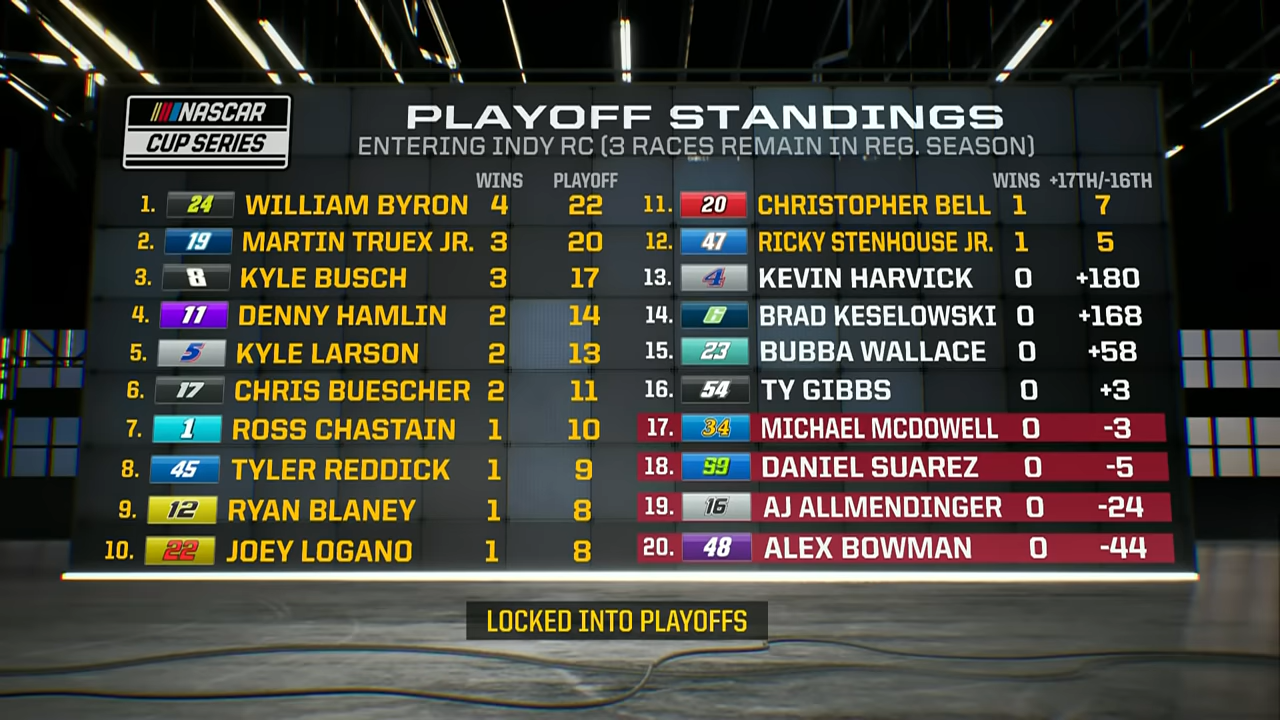 NASCAR
CUP SERIES
PLAYOFF STANDINGS
ENTERING INDY RC (3 RACES REMAIN IN REG. SEASON)
WINS PLAYOFF
1. 24 WILLIAM BYRON 4 22
2. 19 MARTIN TRUEX JR. 3 20
3. 8 KYLE BUSCH 3 17
4. 11 DENNY HAMLIN 2 14
5. 5 KYLE LARSON 2 13
6. 17 CHRIS BUESCHER 2 11
7. 1 ROSS CHASTAIN 1 10
8. 45 TYLER REDDICK 1 9
9. 12 RYAN BLANEY 1 8
10. 22 JOEY LOGANO 1 8
WINS +17TH/-16TH
11. 20 CHRISTOPHER BELL 1 7
12. 47 RICKY STENHOUSE JR. 1 5
13. 4 KEVIN HARVICK 0 +180
14. 6 BRAD KESELOWSKI 0 +168
15. 23 BUBBA WALLACE 0 +58
16. 54 TY GIBBS 0 +3
17. 34 MICHAEL MCDOWELL 0 -3
18. 99 DANIEL SUAREZ 0 -5
19. 16 AJ ALLMENDINGER 0 -24
20. 48 ALEX BOWMAN 0 -44
LOCKED INTO PLAYOFFS